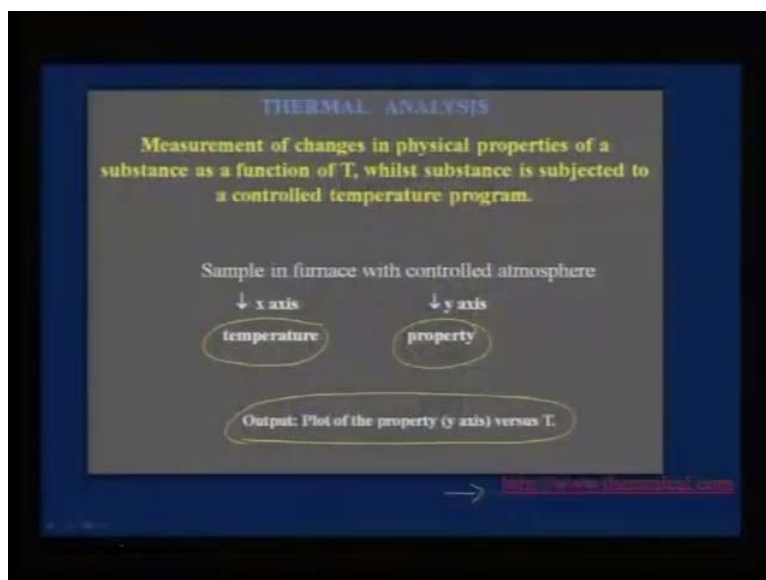 THERMAL ANALYSIS
Measurement of changes in physical properties of a
substance as a function of T, whilst substance is subjected to
a controlled temperature program.
Sample in furnace with controlled atmosphere
↓ x axis ↓ y axis
temperature property
Output: Plot of the property (y axis) versus T.